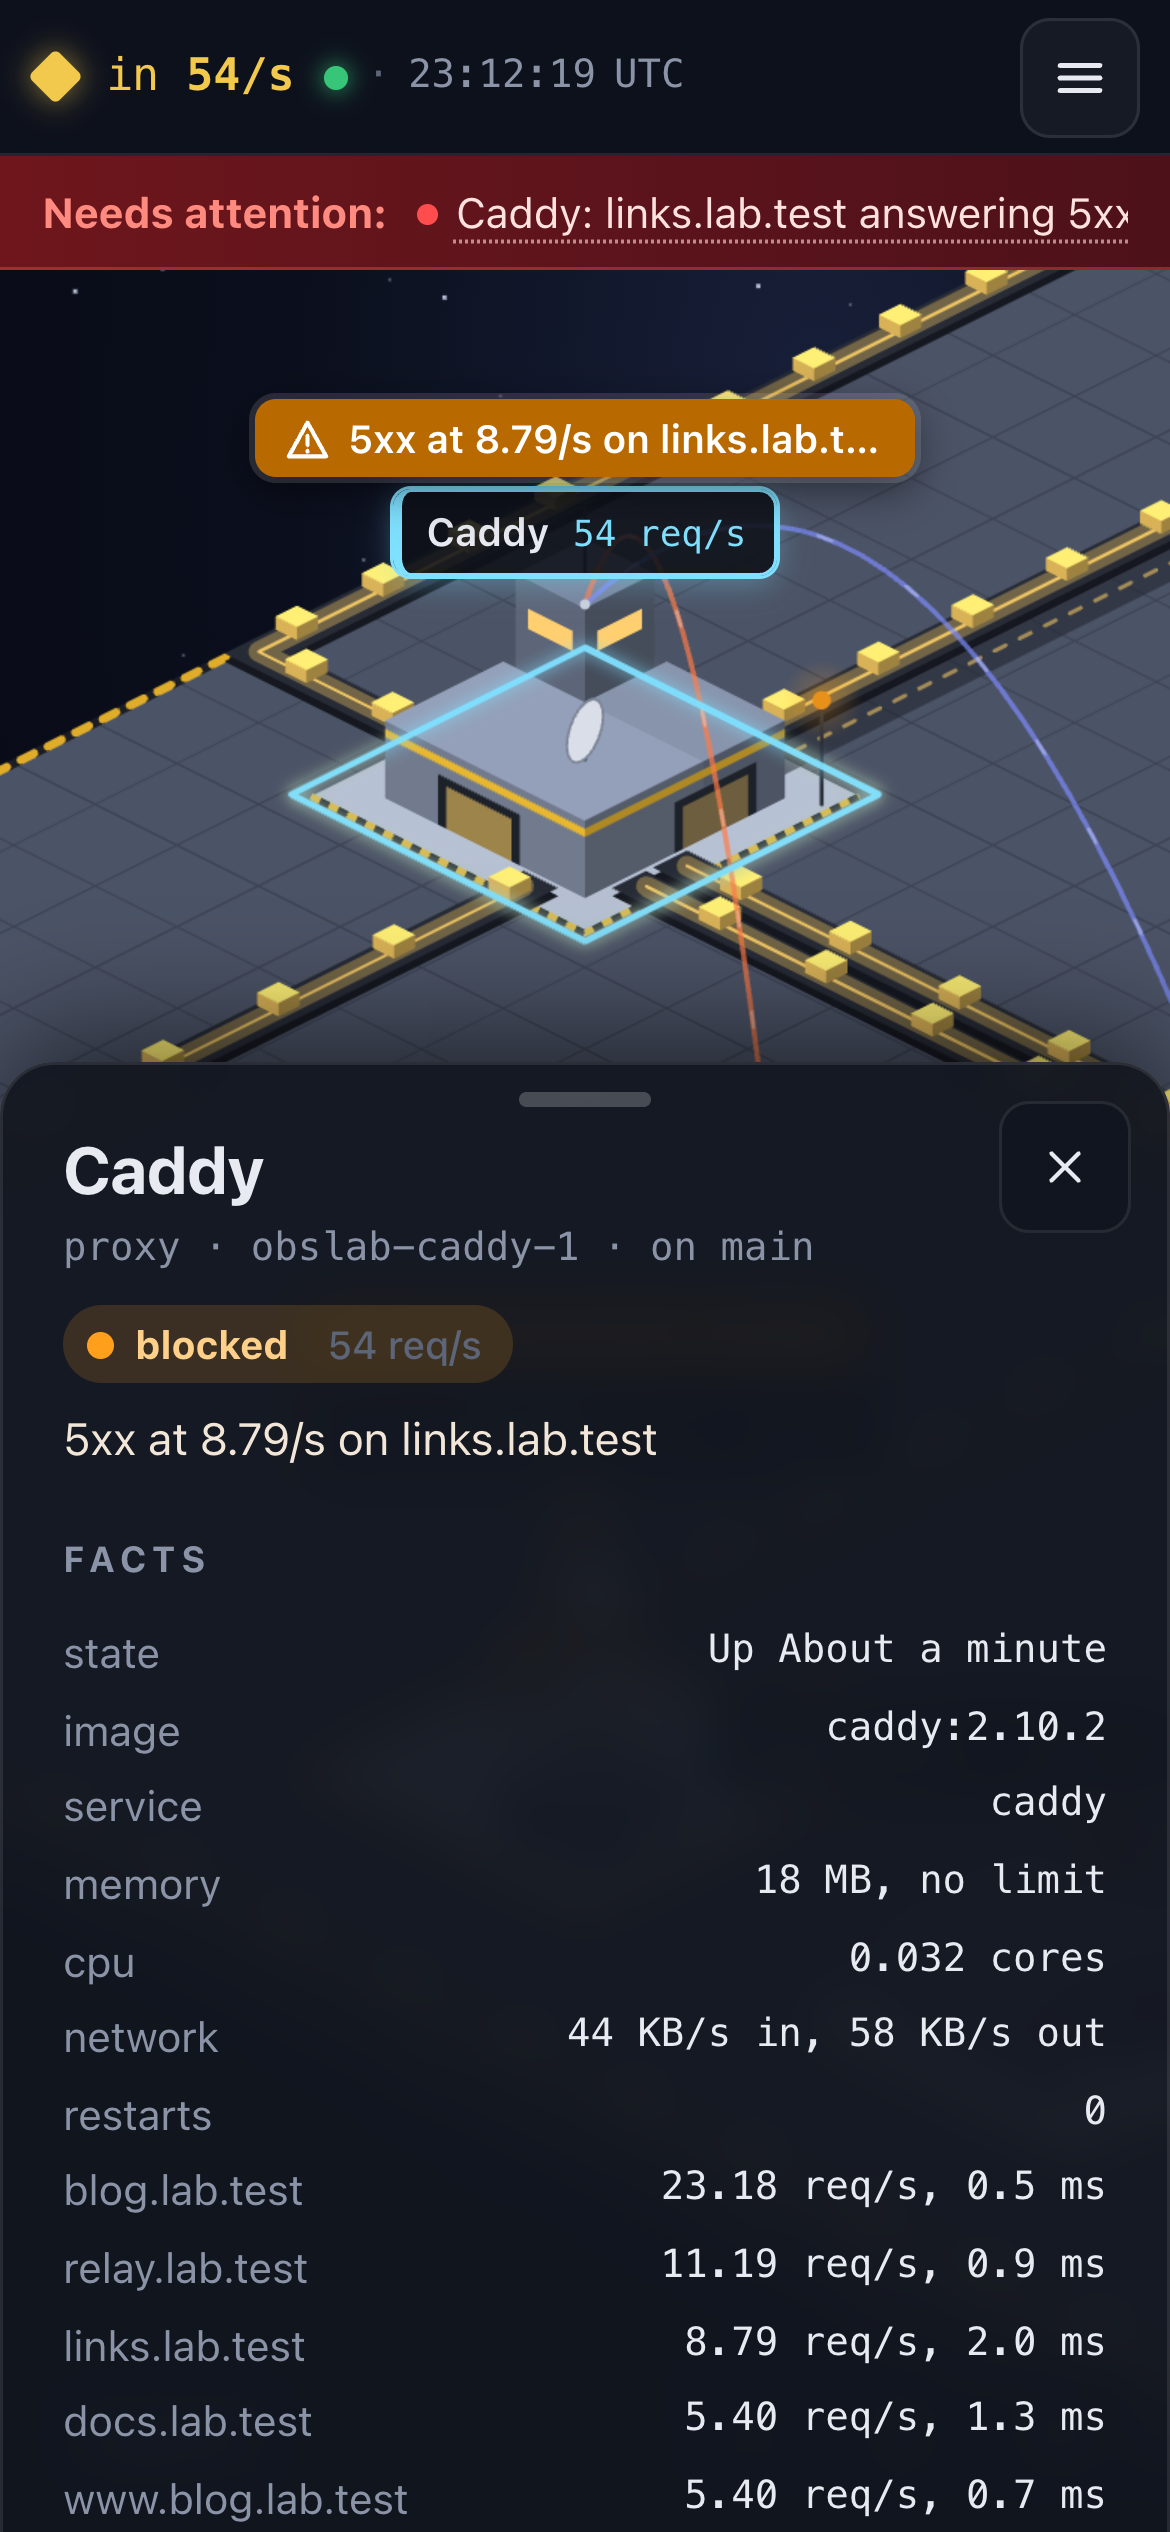 in 54/s · 23:12:19 UTC
Needs attention: Caddy: links.lab.test answering 5xx
5xx at 8.79/s on links.lab.t...
Caddy 54 req/s
Caddy
proxy · obslab-caddy-1 · on main
blocked 54 req/s
5xx at 8.79/s on links.lab.test
FACTS
state Up About a minute
image caddy:2.10.2
service caddy
memory 18 MB, no limit
cpu 0.032 cores
network 44 KB/s in, 58 KB/s out
restarts 0
blog.lab.test 23.18 req/s, 0.5 ms
relay.lab.test 11.19 req/s, 0.9 ms
links.lab.test 8.79 req/s, 2.0 ms
docs.lab.test 5.40 req/s, 1.3 ms
www.blog.lab.test 5.40 req/s, 0.7 ms